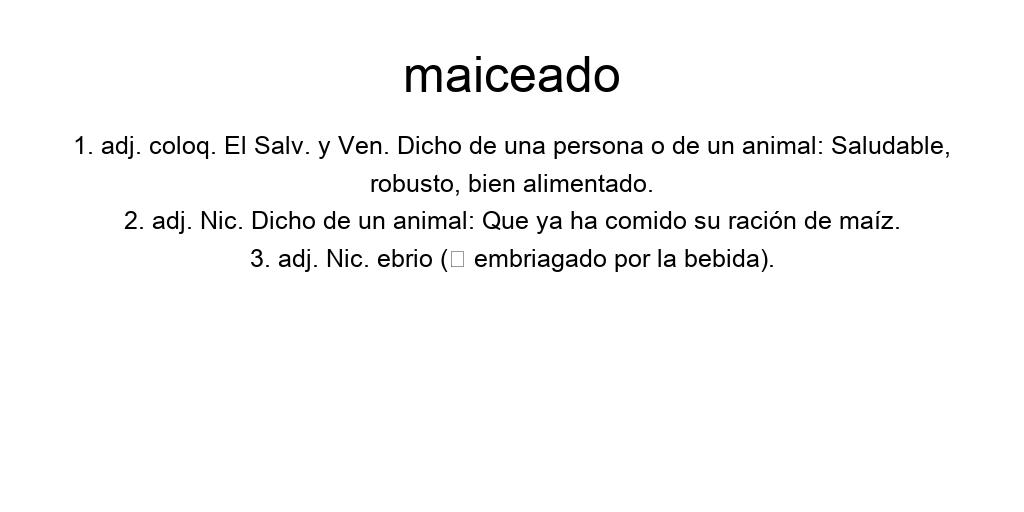 maiceado
1. adj. coloq. El Salv. y Ven. Dicho de una persona o de un animal: Saludable,
robusto, bien alimentado.
2. adj. Nic. Dicho de un animal: Que ya ha comido su ración de maíz.
3. adj. Nic. ebrio (□ embriagado por la bebida).